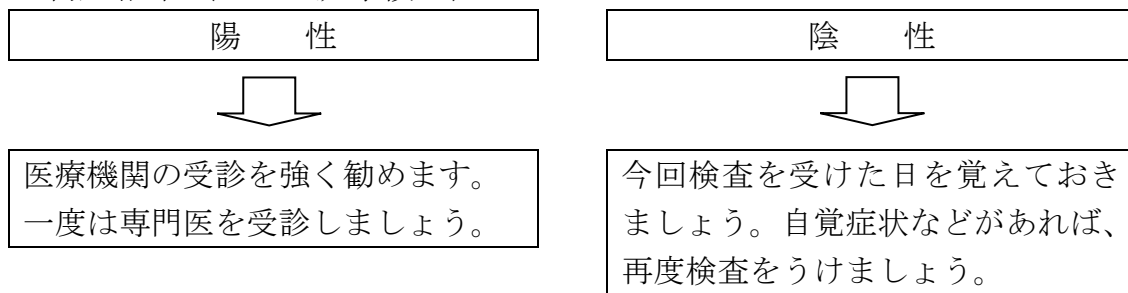 陽　　性
医療機関の受診を強く勧めます。
一度は専門医を受診しましょう。
陰　　性
今回検査を受けた日を覚えておき
ましょう。自覚症状などがあれば、
再度検査をうけましょう。